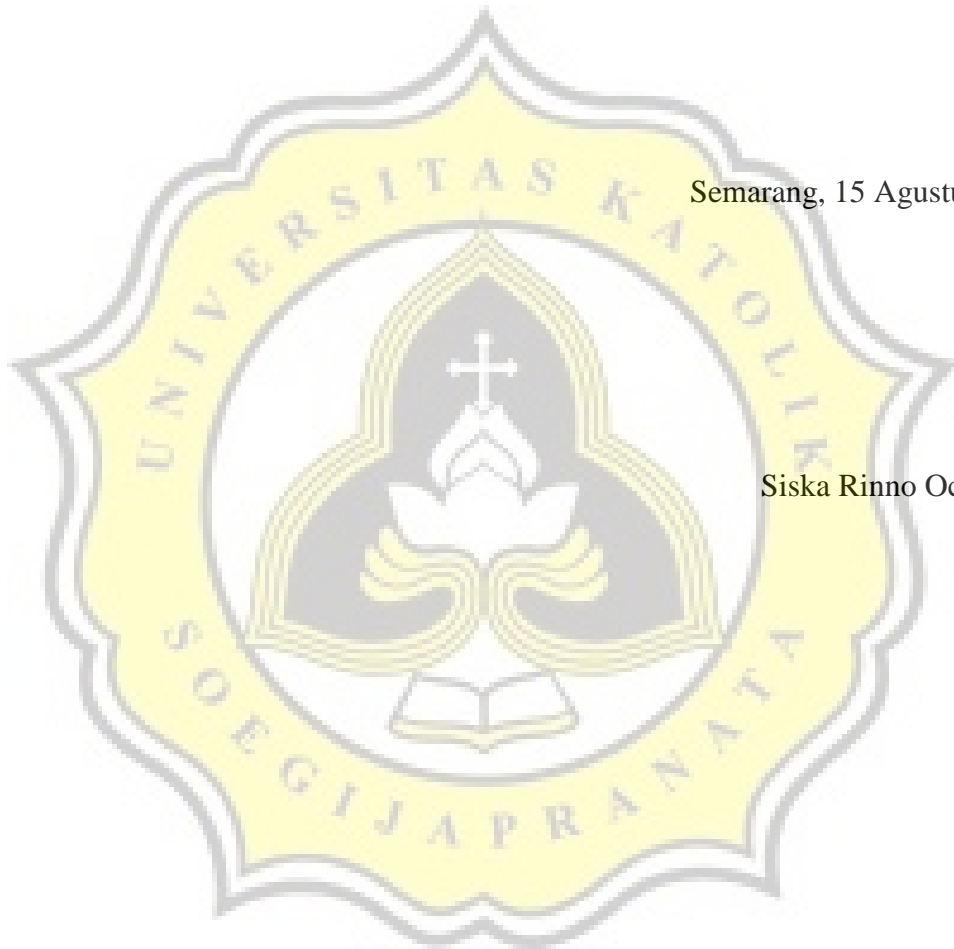 Semarang, 15 Agustu
Siska Rinno Oc
UNIVERSITAS KATOLIK
SOEGIJAPRANATA